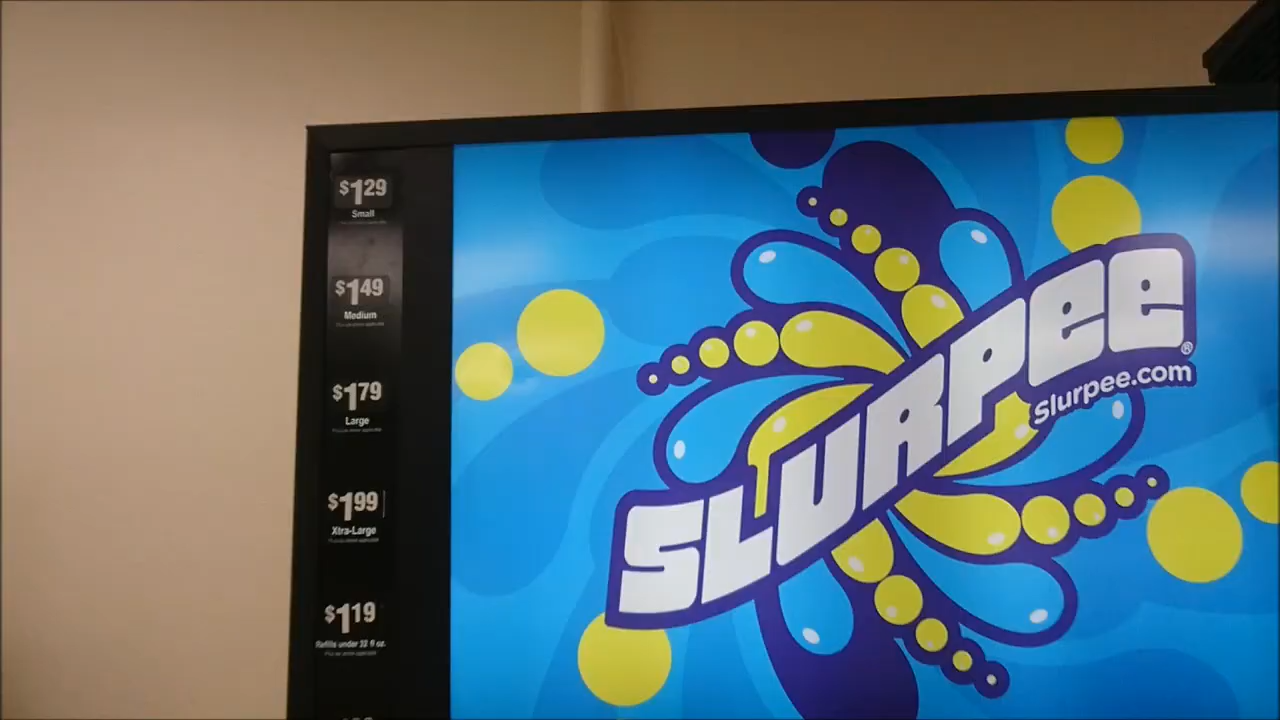 $1.29
Small
$1.49
Medium
$1.79
Large
$1.99
Xtra-Large
$1.19
Refills under 32 fl oz.
SLURPEE®
slurpee.com